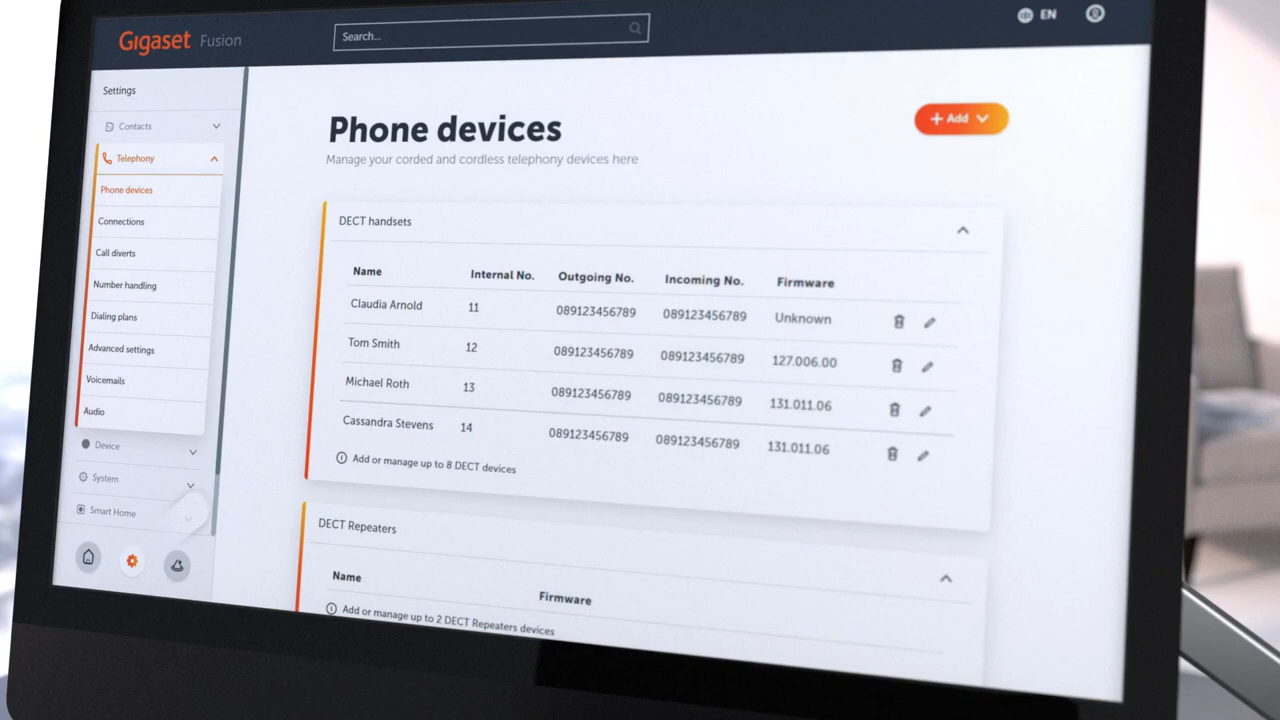 Gigaset Fusion
Search...
EN
Settings
Contacts
Telephony
Phone devices
Connections
Call diverts
Number handling
Dialing plans
Advanced settings
Voicemails
Audio
Device
System
Smart Home
Phone devices
Manage your corded and cordless telephony devices here
+ Add
DECT handsets
Name Internal No. Outgoing No. Incoming No. Firmware
Claudia Arnold 11 089123456789 089123456789 Unknown
Tom Smith 12 089123456789 089123456789 127.006.00
Michael Roth 13 089123456789 089123456789 131.011.06
Cassandra Stevens 14 089123456789 089123456789 131.011.06
Add or manage up to 8 DECT devices
DECT Repeaters
Name Firmware
Add or manage up to 2 DECT Repeaters devices